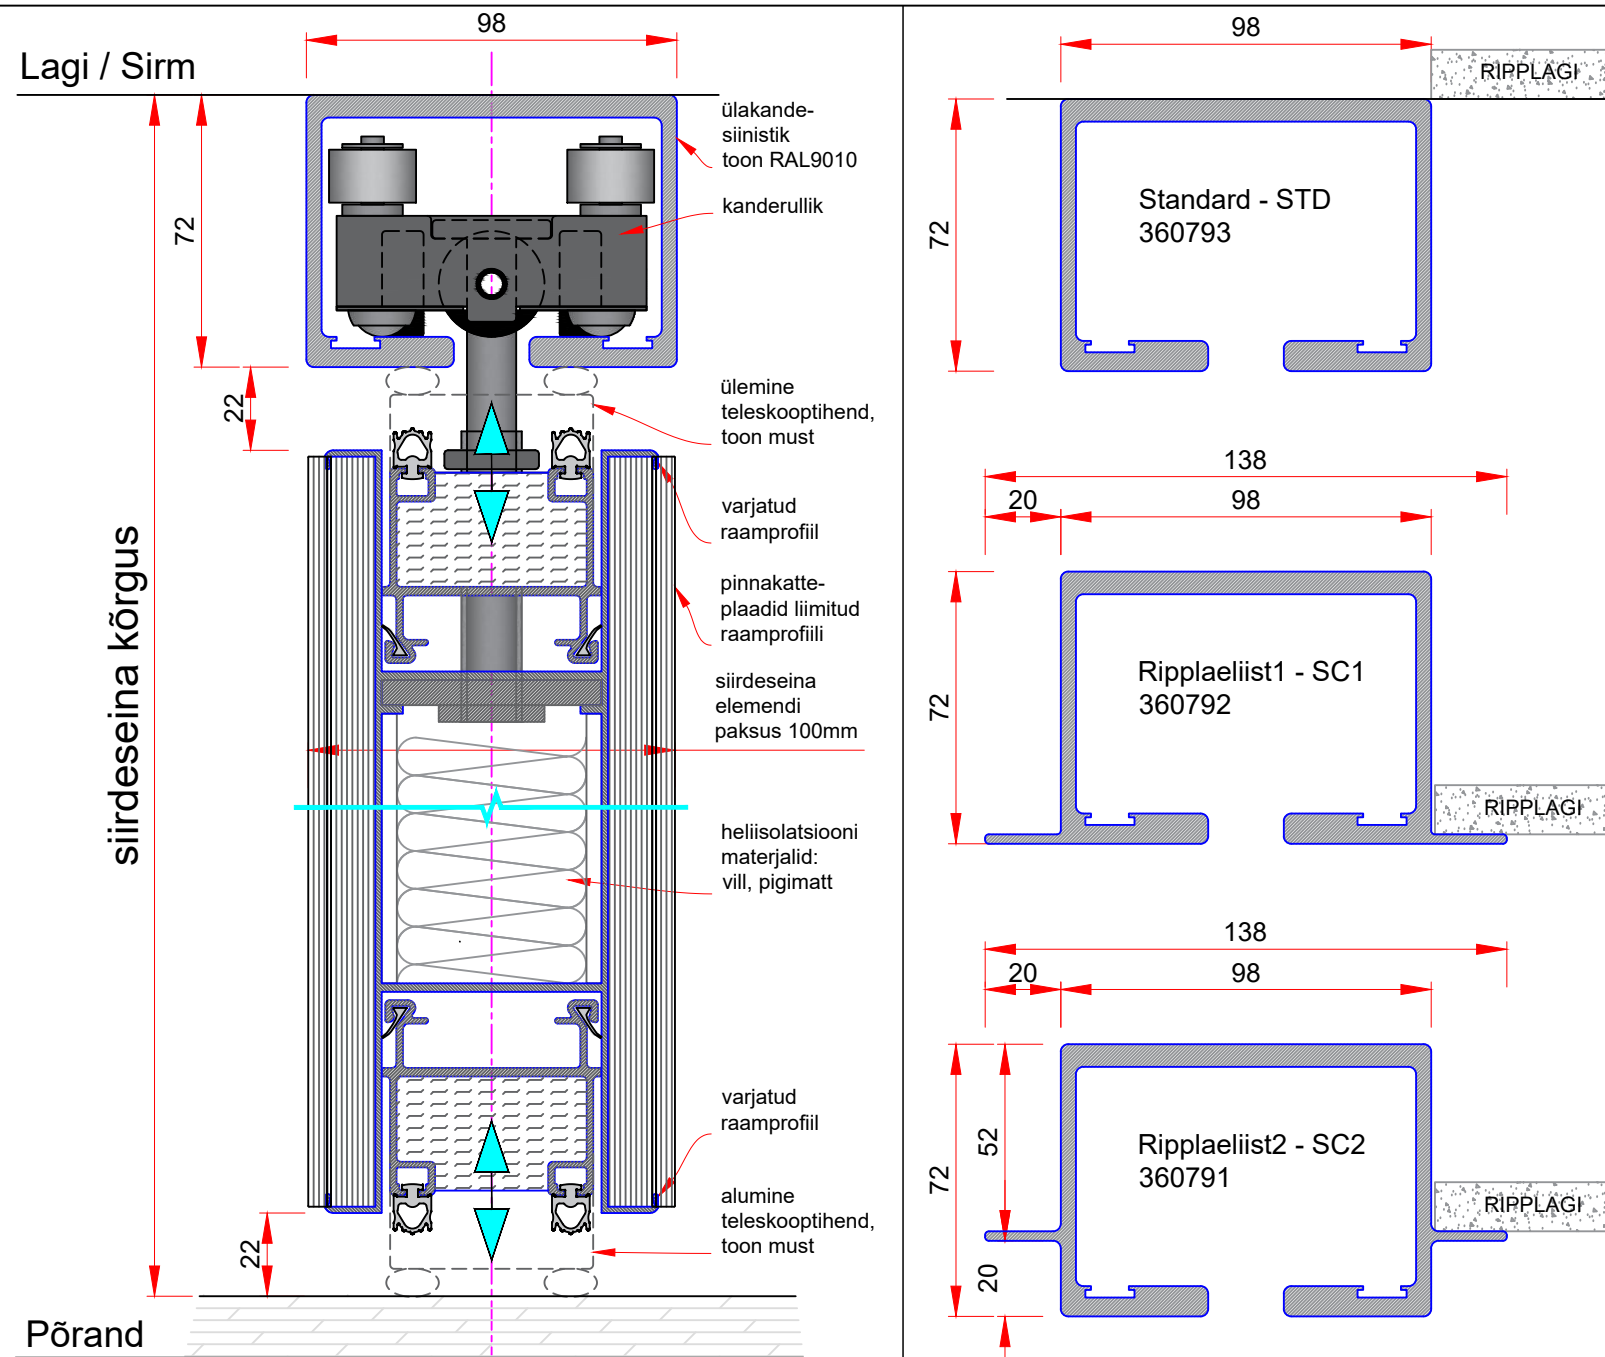 98
Lagi / Sirm
ülakande-
siinistik
toon RAL9010
kanderullik
72
22
ülemine
teleskooptihend,
toon must
varjatud
raamprofiil
pinnakatte-
plaadid liimitud
raamprofiili
siirdeseina
elemendi
paksus 100mm
siirdeseina kõrgus
heliisolatsiooni
materjalid:
vill, pigimatt
varjatud
raamprofiil
alumine
teleskooptihend,
toon must
22
Põrand
98
RIPPLAGI
72
Standard - STD
360793
138
20
98
72
Ripplaeliist1 - SC1
360792
RIPPLAGI
138
20
98
72
52
20
Ripplaeliist2 - SC2
360791
RIPPLAGI